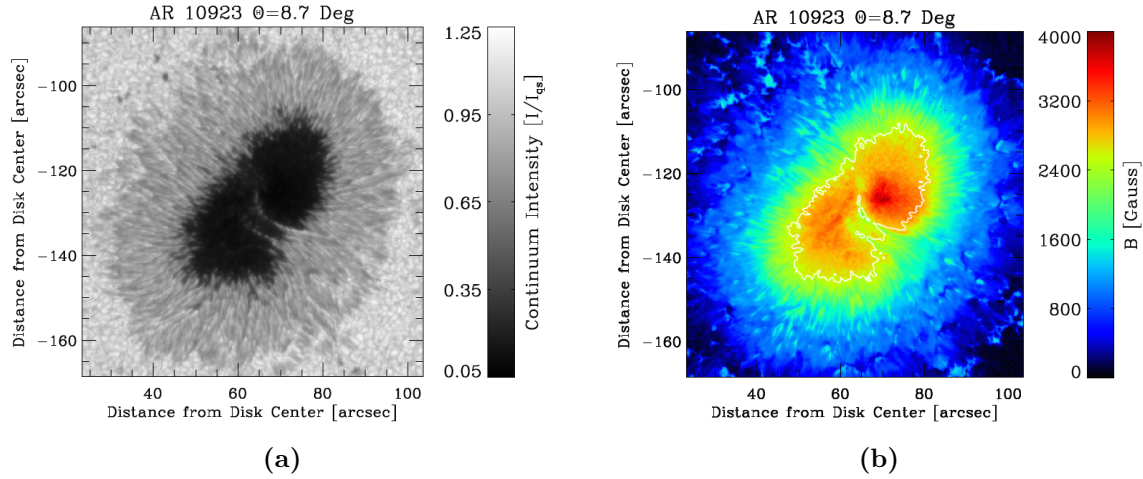 AR 10923 Θ=8.7 Deg
Distance from Disk Center [arcsec]
−100
−120
−140
−160
40 60 80 100
Distance from Disk Center [arcsec]
1.25
0.95
0.65
0.35
0.05
Continuum Intensity [I/I_qs]
(a)
AR 10923 Θ=8.7 Deg
Distance from Disk Center [arcsec]
−100
−120
−140
−160
40 60 80 100
Distance from Disk Center [arcsec]
4000
3200
2400
1600
800
0
B [Gauss]
(b)